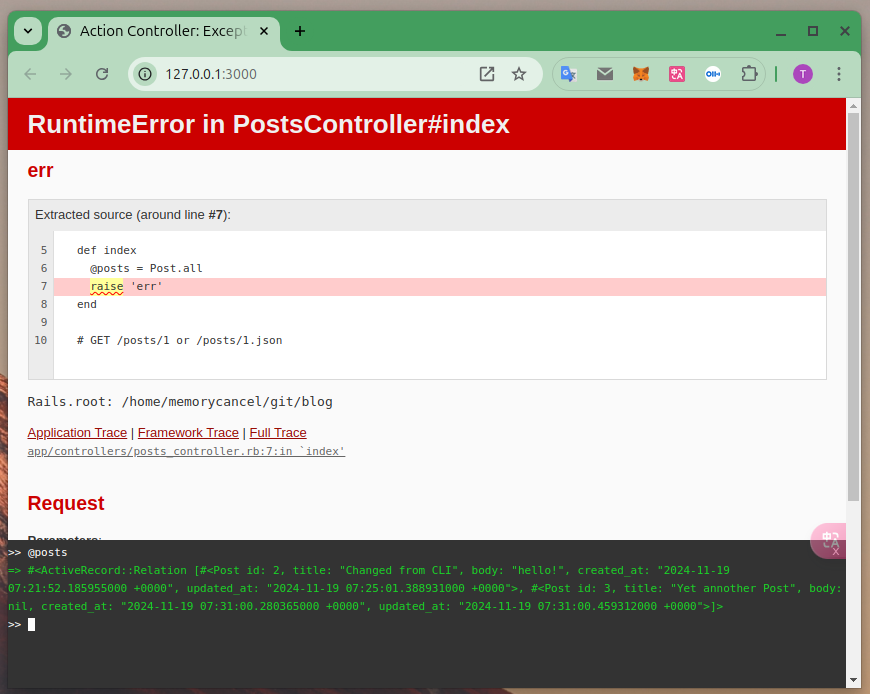 Action Controller: Excep
127.0.0.1:3000
T
RuntimeError in PostsController#index
err
Extracted source (around line #7):
5 def index
6 @posts = Post.all
7 raise 'err'
8 end
9
10 # GET /posts/1 or /posts/1.json
Rails.root: /home/memorycancel/git/blog
Application Trace | Framework Trace | Full Trace
app/controllers/posts_controller.rb:7:in `index'
Request
Parameters:
>> @posts
=> #<ActiveRecord::Relation [#<Post id: 2, title: "Changed from CLI", body: "hello!", created_at: "2024-11-19
07:21:52.185955000 +0000", updated_at: "2024-11-19 07:25:01.388931000 +0000">, #<Post id: 3, title: "Yet annother Post", body:
nil, created_at: "2024-11-19 07:31:00.280365000 +0000", updated_at: "2024-11-19 07:31:00.459312000 +0000">]>
>>
x